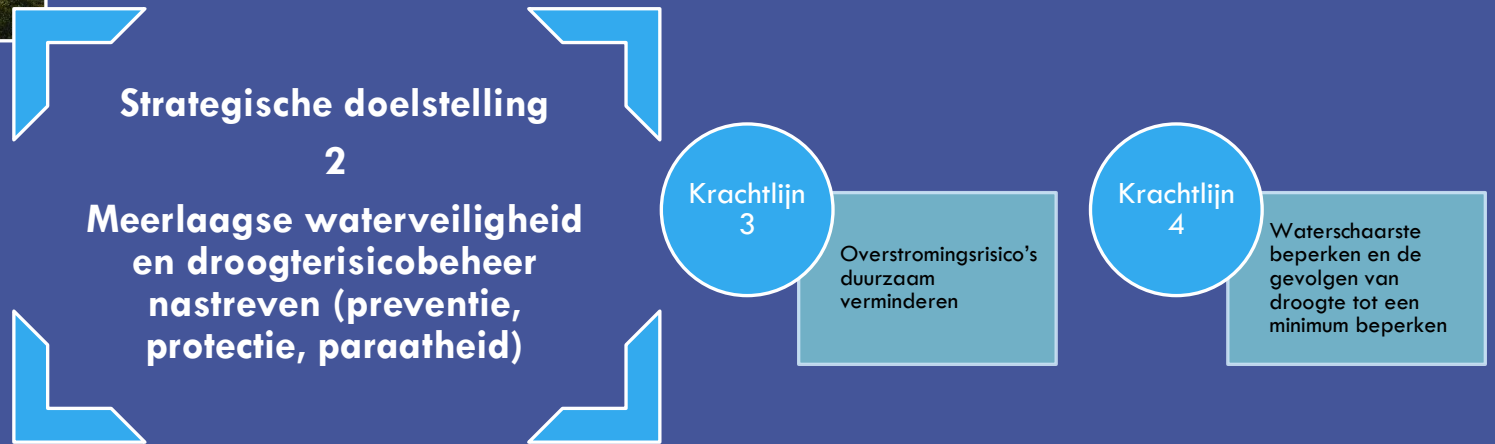 Strategische doelstelling
2
Meerlaagse waterveiligheid
en droogterisicobeheer
nastreven (preventie,
protectie, paraatheid)
Krachtlijn
3
Overstromingsrisico's
duurzaam
verminderen
Krachtlijn
4
Waterschaarste
beperken en de
gevolgen van
droogte tot een
minimum beperken